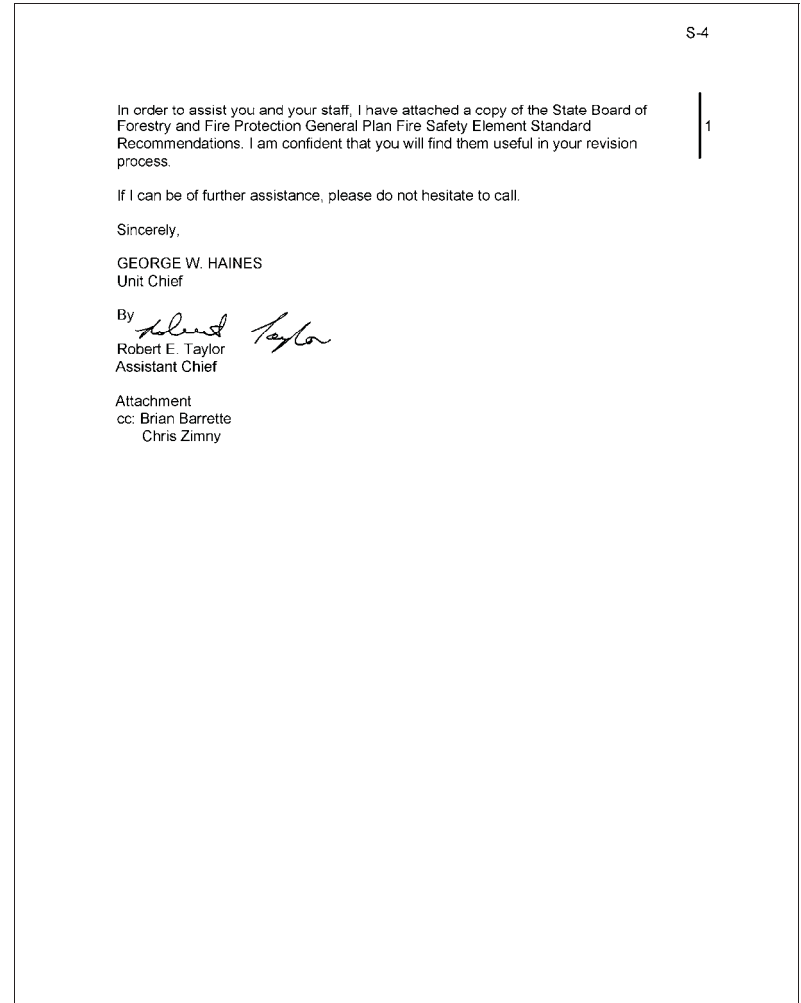 S-4
In order to assist you and your staff, I have attached a copy of the State Board of
Forestry and Fire Protection General Plan Fire Safety Element Standard
Recommendations. I am confident that you will find them useful in your revision
process.
1
If I can be of further assistance, please do not hesitate to call.
Sincerely,
GEORGE W. HAINES
Unit Chief
By Robert Taylor
Robert E. Taylor
Assistant Chief
Attachment
cc: Brian Barrette
Chris Zimny